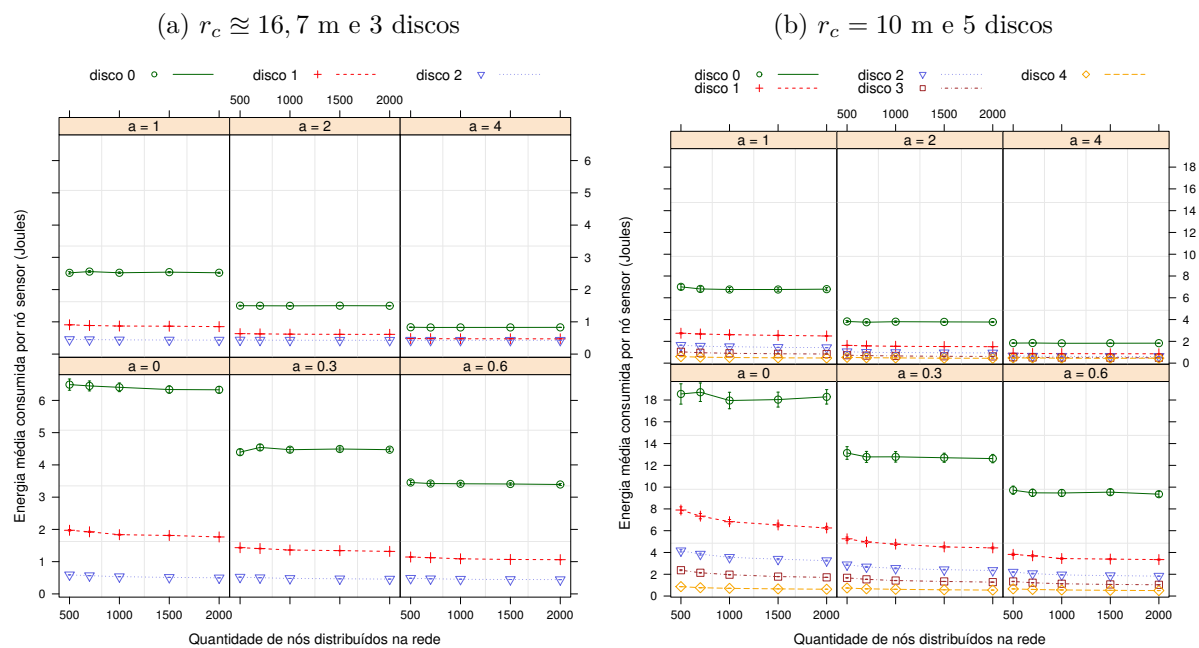 (a) r_c ≊ 16,7 m e 3 discos
disco 0 disco 1 disco 2
500 1000 1500 2000
a = 1 a = 2 a = 4
6
5
4
3
2
1
0
a = 0 a = 0.3 a = 0.6
6
5
4
3
2
1
0
500 1000 1500 2000 500 1000 1500 2000
Energia média consumida por nó sensor (Joules)
Quantidade de nós distribuídos na rede
(b) r_c = 10 m e 5 discos
disco 0 disco 2 disco 4
disco 1 disco 3
500 1000 1500 2000
a = 1 a = 2 a = 4
18
16
14
12
10
8
6
4
2
0
a = 0 a = 0.3 a = 0.6
18
16
14
12
10
8
6
4
2
0
500 1000 1500 2000 500 1000 1500 2000
Energia média consumida por nó sensor (Joules)
Quantidade de nós distribuídos na rede